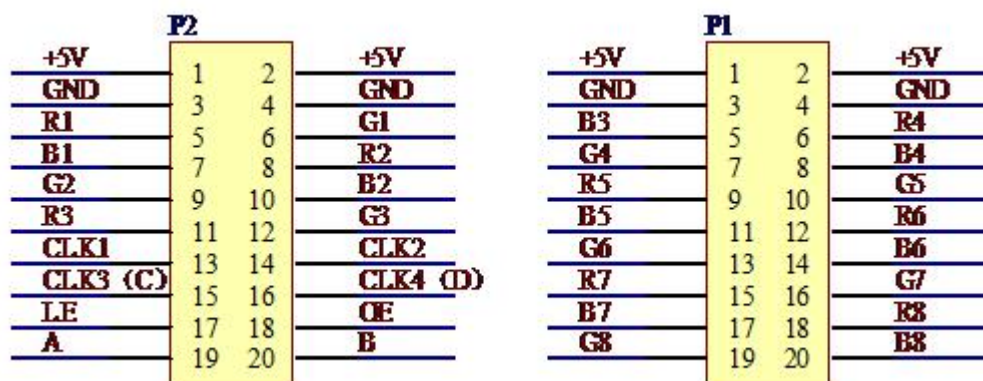 P2 P1
+5V 1 2 +5V +5V 1 2 +5V
GND 3 4 GND GND 3 4 GND
R1 5 6 G1 B3 5 6 R4
B1 7 8 R2 G4 7 8 B4
G2 9 10 B2 R5 9 10 G5
R3 11 12 G3 B5 11 12 R6
CLK1 13 14 CLK2 G6 13 14 B6
CLK3 (C) 15 16 CLK4 (D) R7 15 16 G7
LE 17 18 OE B7 17 18 R8
A 19 20 B G8 19 20 B8